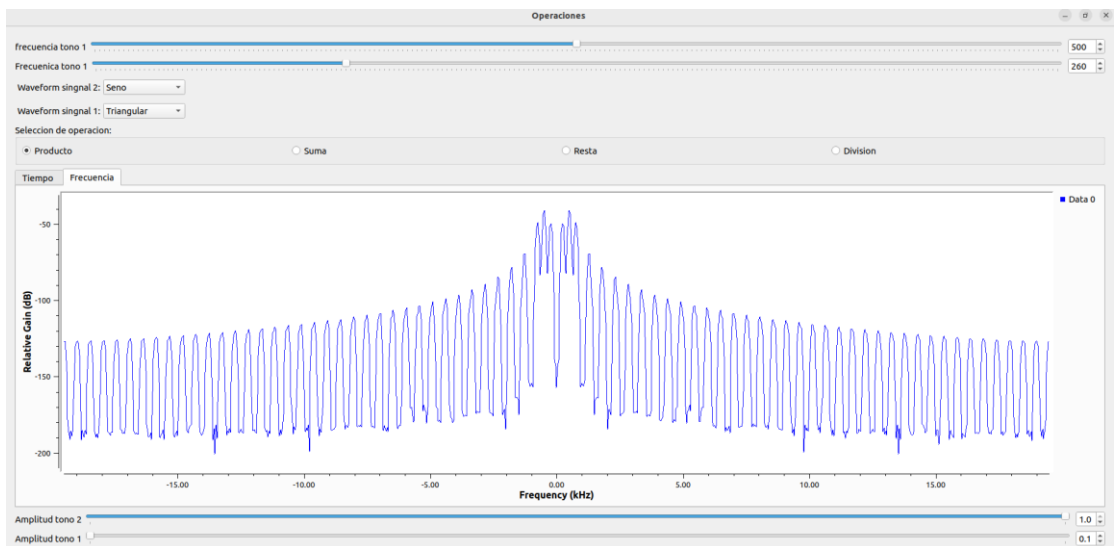 Operaciones
frecuencia tono 1 500
Frecuenica tono 1 260
Waveform singnal 2: Seno
Waveform singnal 1: Triangular
Seleccion de operacion:
Producto Suma Resta Division
Tiempo Frecuencia
Data 0
-50
-100
-150
-200
Relative Gain (dB)
-15.00 -10.00 -5.00 0.00 5.00 10.00 15.00
Frequency (kHz)
Amplitud tono 2 1.0
Amplitud tono 1 0.1